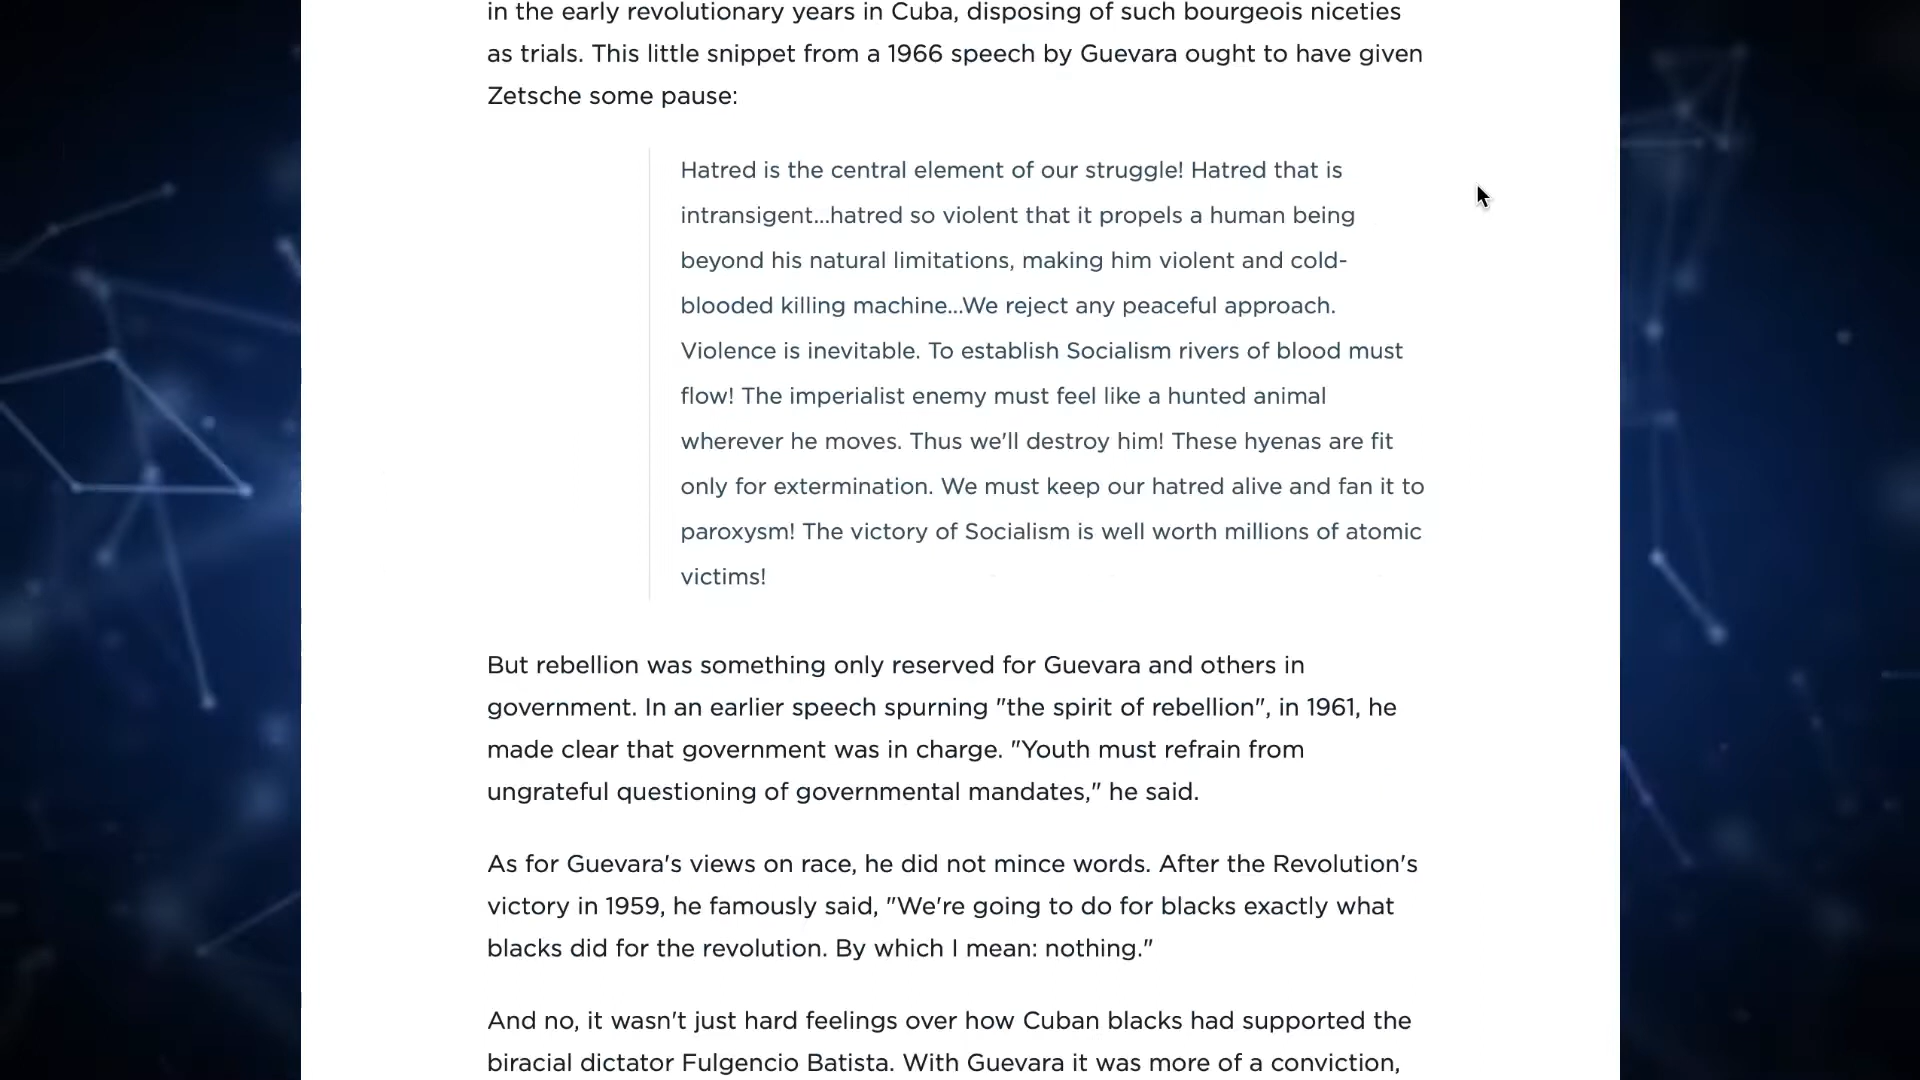 in the early revolutionary years in Cuba, disposing of such bourgeois niceties
as trials. This little snippet from a 1966 speech by Guevara ought to have given
Zetsche some pause:
Hatred is the central element of our struggle! Hatred that is
intransigent...hatred so violent that it propels a human being
beyond his natural limitations, making him violent and cold-
blooded killing machine...We reject any peaceful approach.
Violence is inevitable. To establish Socialism rivers of blood must
flow! The imperialist enemy must feel like a hunted animal
wherever he moves. Thus we'll destroy him! These hyenas are fit
only for extermination. We must keep our hatred alive and fan it to
paroxysm! The victory of Socialism is well worth millions of atomic
victims!
But rebellion was something only reserved for Guevara and others in
government. In an earlier speech spurning "the spirit of rebellion", in 1961, he
made clear that government was in charge. "Youth must refrain from
ungrateful questioning of governmental mandates," he said.
As for Guevara's views on race, he did not mince words. After the Revolution's
victory in 1959, he famously said, "We're going to do for blacks exactly what
blacks did for the revolution. By which I mean: nothing."
And no, it wasn't just hard feelings over how Cuban blacks had supported the
biracial dictator Fulgencio Batista. With Guevara it was more of a conviction,